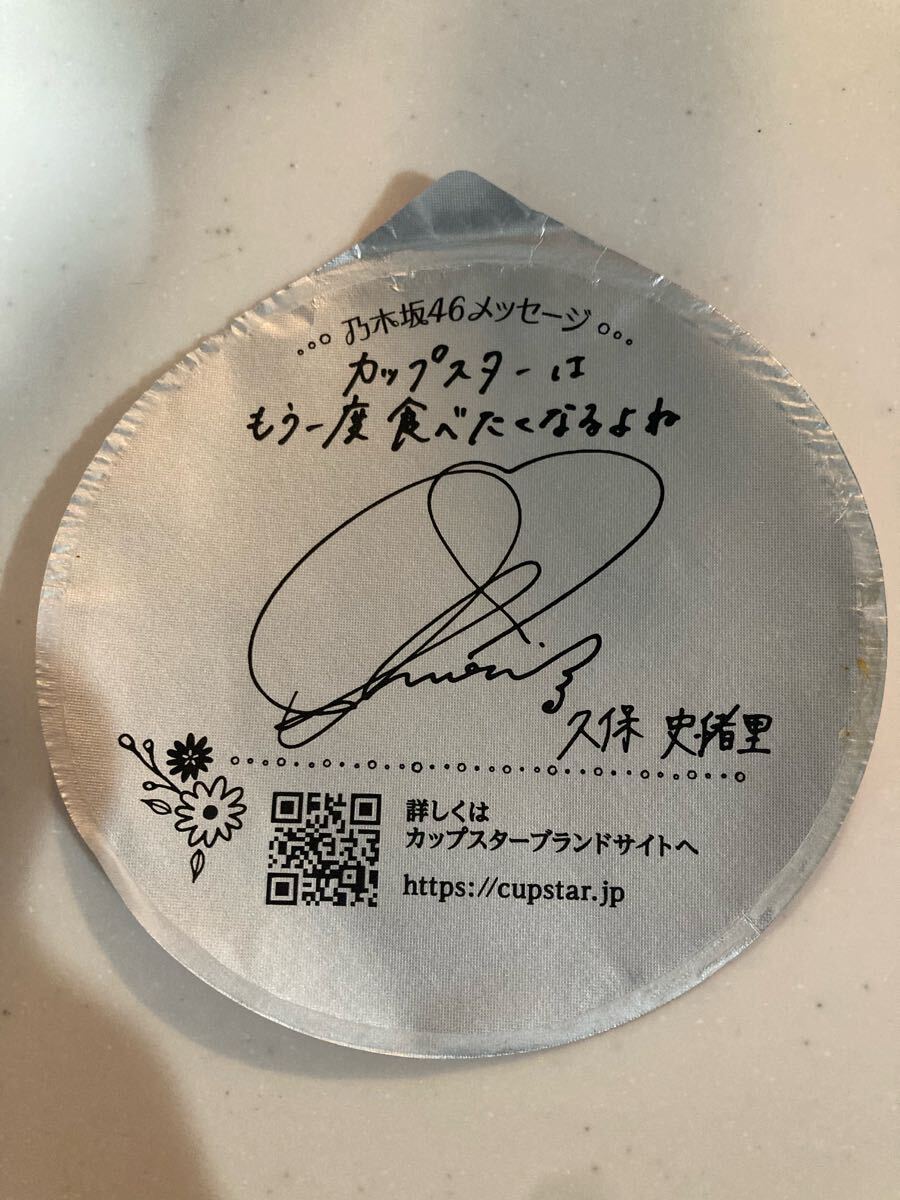 乃木坂46メッセージ
カップスターは
もう一度食べたくなるよね
久保 史緒里
詳しくは
カップスターブランドサイトへ
https://cupstar.jp